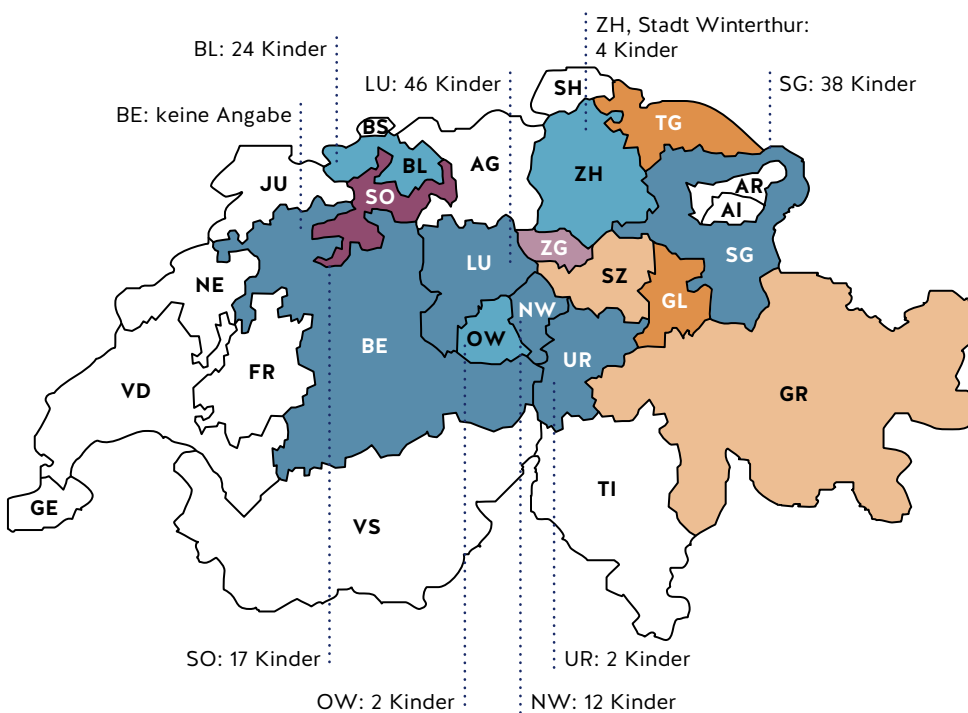 ZH, Stadt Winterthur:
4 Kinder
BL: 24 Kinder
LU: 46 Kinder
SG: 38 Kinder
BE: keine Angabe
SH
TG
BS
BL
AG
ZH
JU
SO
AR
AI
ZG
SG
LU
SZ
NE
NW
GL
OW
BE
UR
FR
VD
GR
TI
GE
VS
SO: 17 Kinder
UR: 2 Kinder
OW: 2 Kinder
NW: 12 Kinder